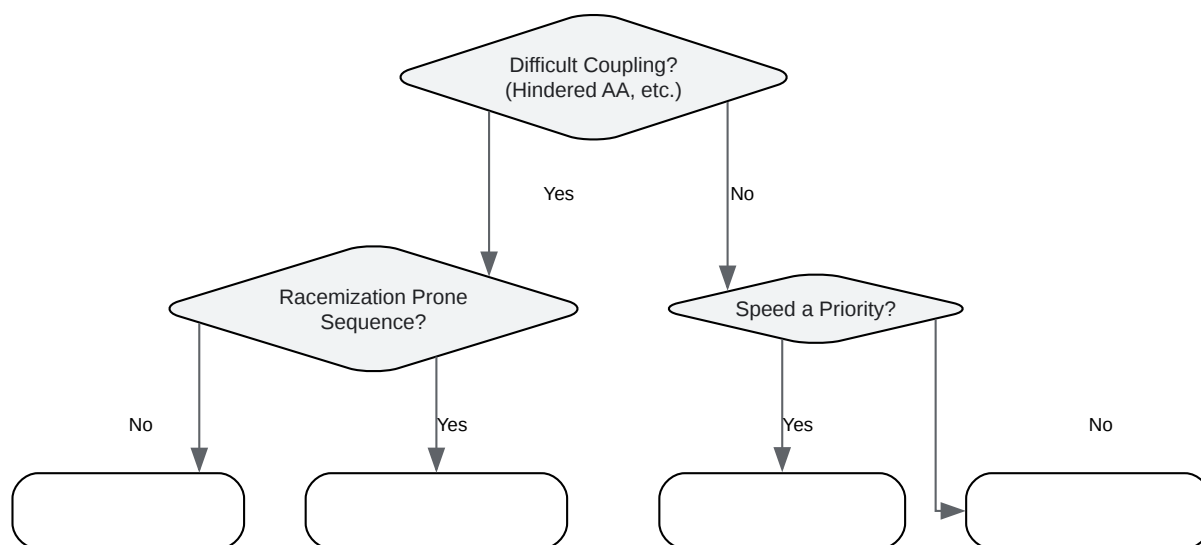 Difficult Coupling?
(Hindered AA, etc.)
Yes
No
Racemization Prone
Sequence?
Speed a Priority?
No
Yes
Yes
No